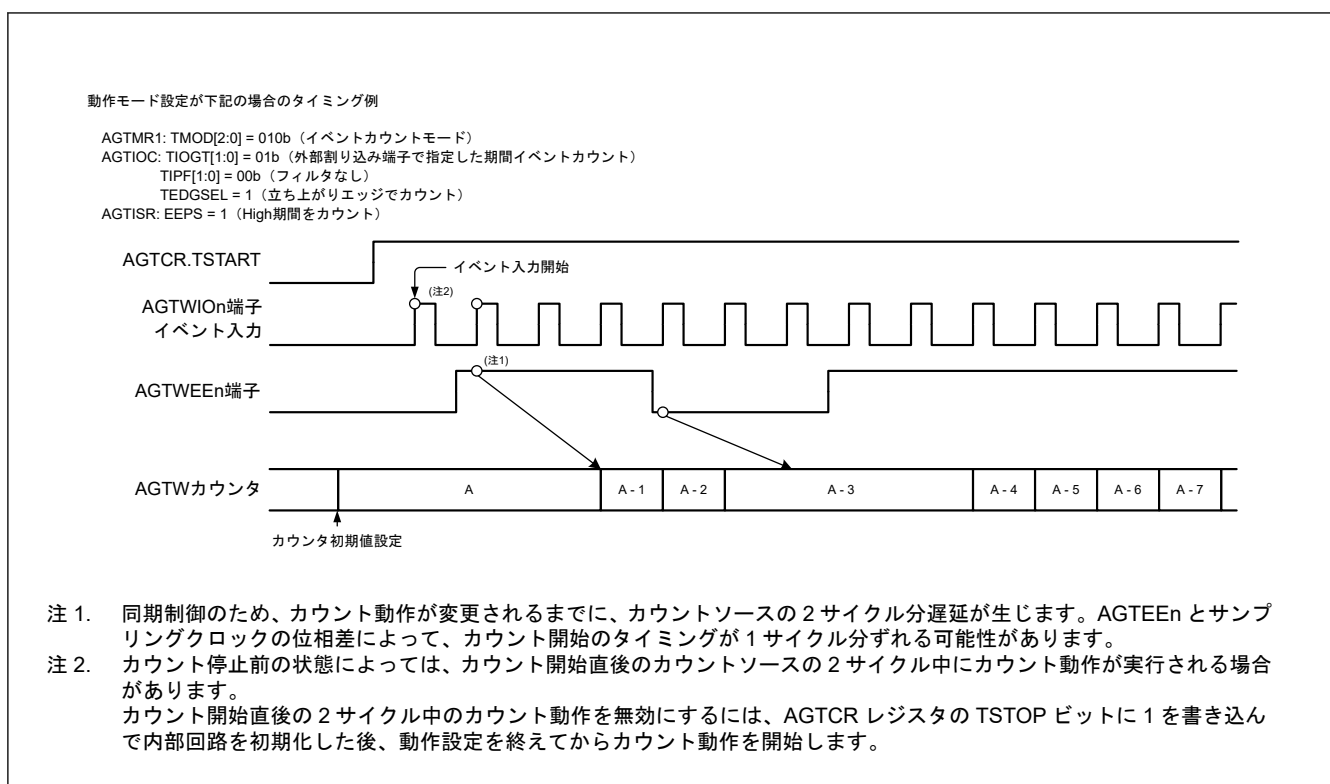 動作モード設定が下記の場合のタイミング例
AGTMR1: TMOD[2:0] = 010b（イベントカウントモード）
AGTIOC: TIOGT[1:0] = 01b（外部割り込み端子で指定した期間イベントカウント）
TIPF[1:0] = 00b（フィルタなし）
TEDGSEL = 1（立ち上がりエッジでカウント）
AGTISR: EEPS = 1（High期間をカウント）
AGTCR.TSTART
イベント入力開始
(注2)
AGTWIOn端子
イベント入力
(注1)
AGTWEEn端子
AGTWカウンタ
A
A - 1
A - 2
A - 3
A - 4
A - 5
A - 6
A - 7
カウンタ初期値設定
注 1. 同期制御のため、カウント動作が変更されるまでに、カウントソースの 2 サイクル分遅延が生じます。AGTEEn とサンプ
リングクロックの位相差によって、カウント開始のタイミングが 1 サイクル分ずれる可能性があります。
注 2. カウント停止前の状態によっては、カウント開始直後のカウントソースの 2 サイクル中にカウント動作が実行される場合
があります。
カウント開始直後の 2 サイクル中のカウント動作を無効にするには、AGTCR レジスタの TSTOP ビットに 1 を書き込ん
で内部回路を初期化した後、動作設定を終えてからカウント動作を開始します。